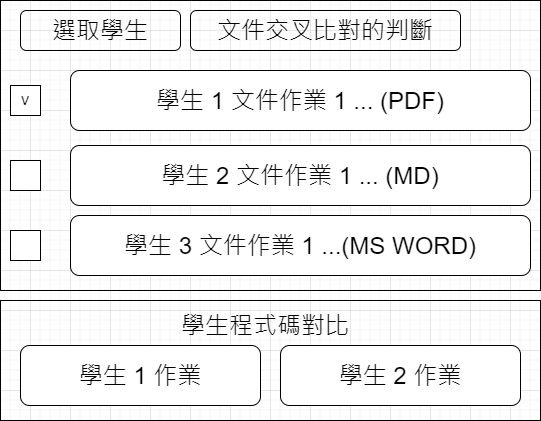 選取學生
文件交叉比對的判斷
v
學生 1 文件作業 1 ... (PDF)
學生 2 文件作業 1 ... (MD)
學生 3 文件作業 1 ...(MS WORD)
學生程式碼對比
學生 1 作業
學生 2 作業